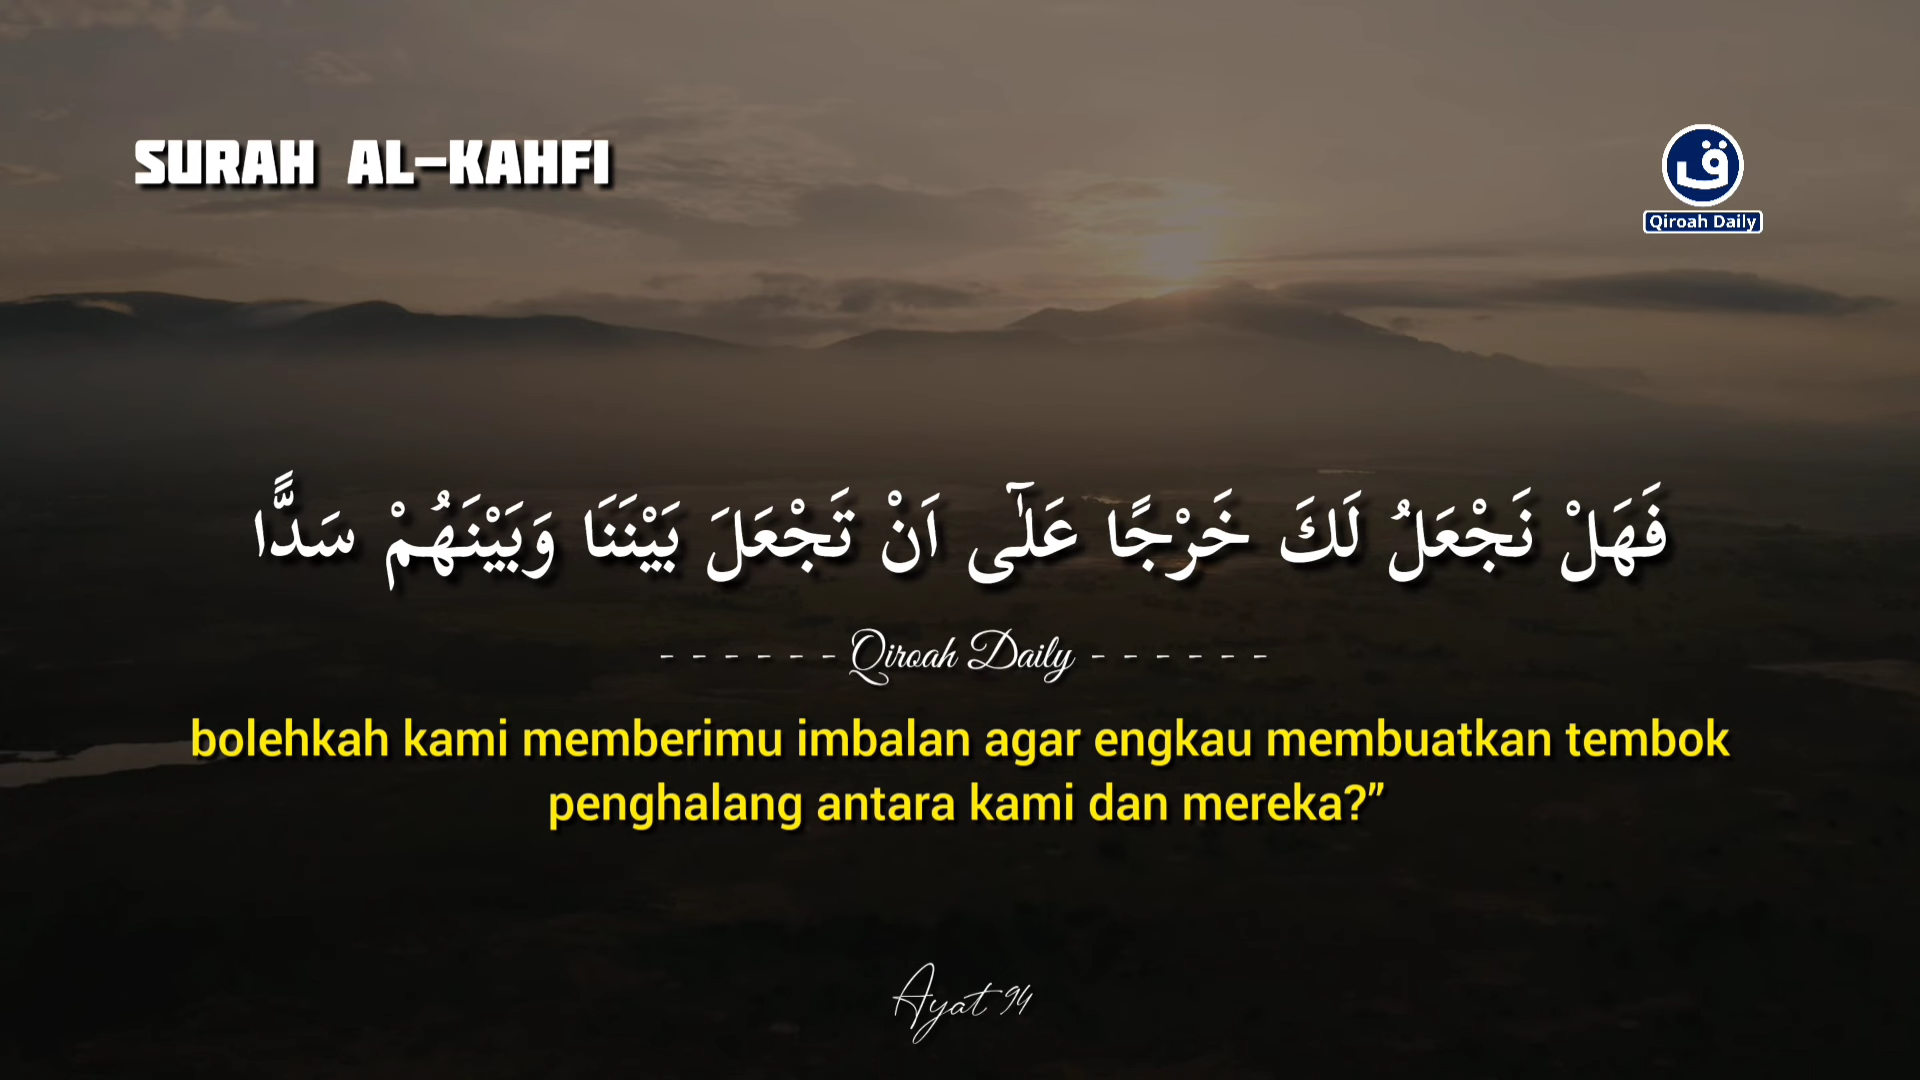 SURAH AL-KAHFI
ق
Qiroah Daily
فَهَلْ نَجْعَلُ لَكَ خَرْجًا عَلٰٓى اَنْ تَجْعَلَ بَيْنَنَا وَبَيْنَهُمْ سَدًّا
- - - - - - Qiroah Daily - - - - - -
bolehkah kami memberimu imbalan agar engkau membuatkan tembok
penghalang antara kami dan mereka?”
Ayat 94